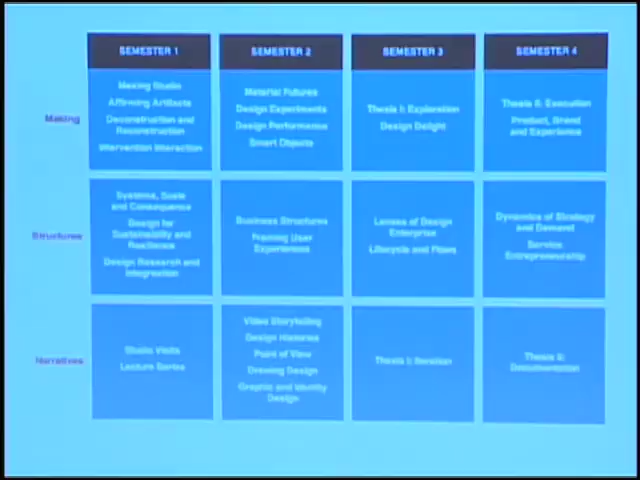 SEMESTER 1
SEMESTER 2
SEMESTER 3
SEMESTER 4
Making
Making Studio
Affirming Artifacts
Deconstruction and
Reconstruction
Intervention Interaction
Material Futures
Design Experiments
Design Performance
Smart Objects
Thesis I: Exploration
Design Delight
Thesis II: Execution
Product, Brand
and Experience
Structures
Systems, Scale
and Consequence
Design for
Sustainability and
Resilience
Design Research and
Integration
Business Structures
Framing User
Experiences
Lenses of Design
Enterprise
Lifecycle and Flows
Dynamics of Strategy
and Demand
Service
Entrepreneurship
Narratives
Studio Visits
Lecture Series
Video Storytelling
Design Histories
Point of View
Drawing Design
Graphic and Identity
Design
Thesis I: Iteration
Thesis II:
Documentation